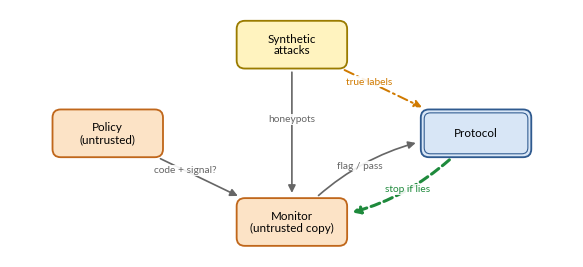 Synthetic
attacks
true labels
Policy
(untrusted)
honeypots
Protocol
code + signal?
flag / pass
stop if lies
Monitor
(untrusted copy)